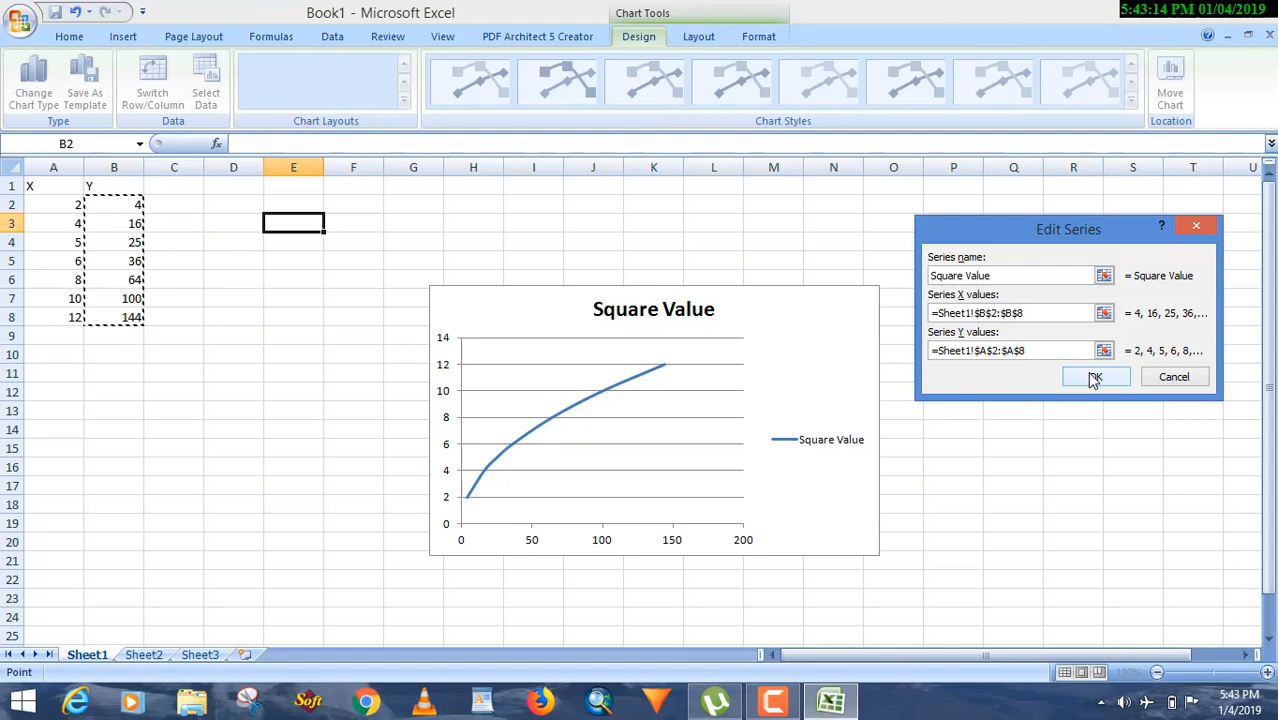 Book1 - Microsoft Excel
Chart Tools
5:43:14 PM 01/04/2019
Home Insert Page Layout Formulas Data Review View PDF Architect 5 Creator Design Layout Format
Change Chart Type
Save As Template
Switch Row/Column
Select Data
Move Chart
Type Data Chart Layouts Chart Styles Location
B2 fx
A B C D E F G H I J K L M N O P Q R S T U
1 X Y
2 2 4
3 4 16
4 5 25
5 6 36
6 8 64
7 10 100
8 12 144
9
10
11
12
13
14
15
16
17
18
19
20
21
22
23
24
25
Square Value
14
12
10
8
6
4
2
0
0 50 100 150 200
Square Value
Edit Series
?
Series name:
Square Value = Square Value
Series X values:
=Sheet1!$B$2:$B$8 = 4, 16, 25, 36,...
Series Y values:
=Sheet1!$A$2:$A$8 = 2, 4, 5, 6, 8,...
OK Cancel
Sheet1 Sheet2 Sheet3
Point 100%
Soft
5:43 PM
1/4/2019